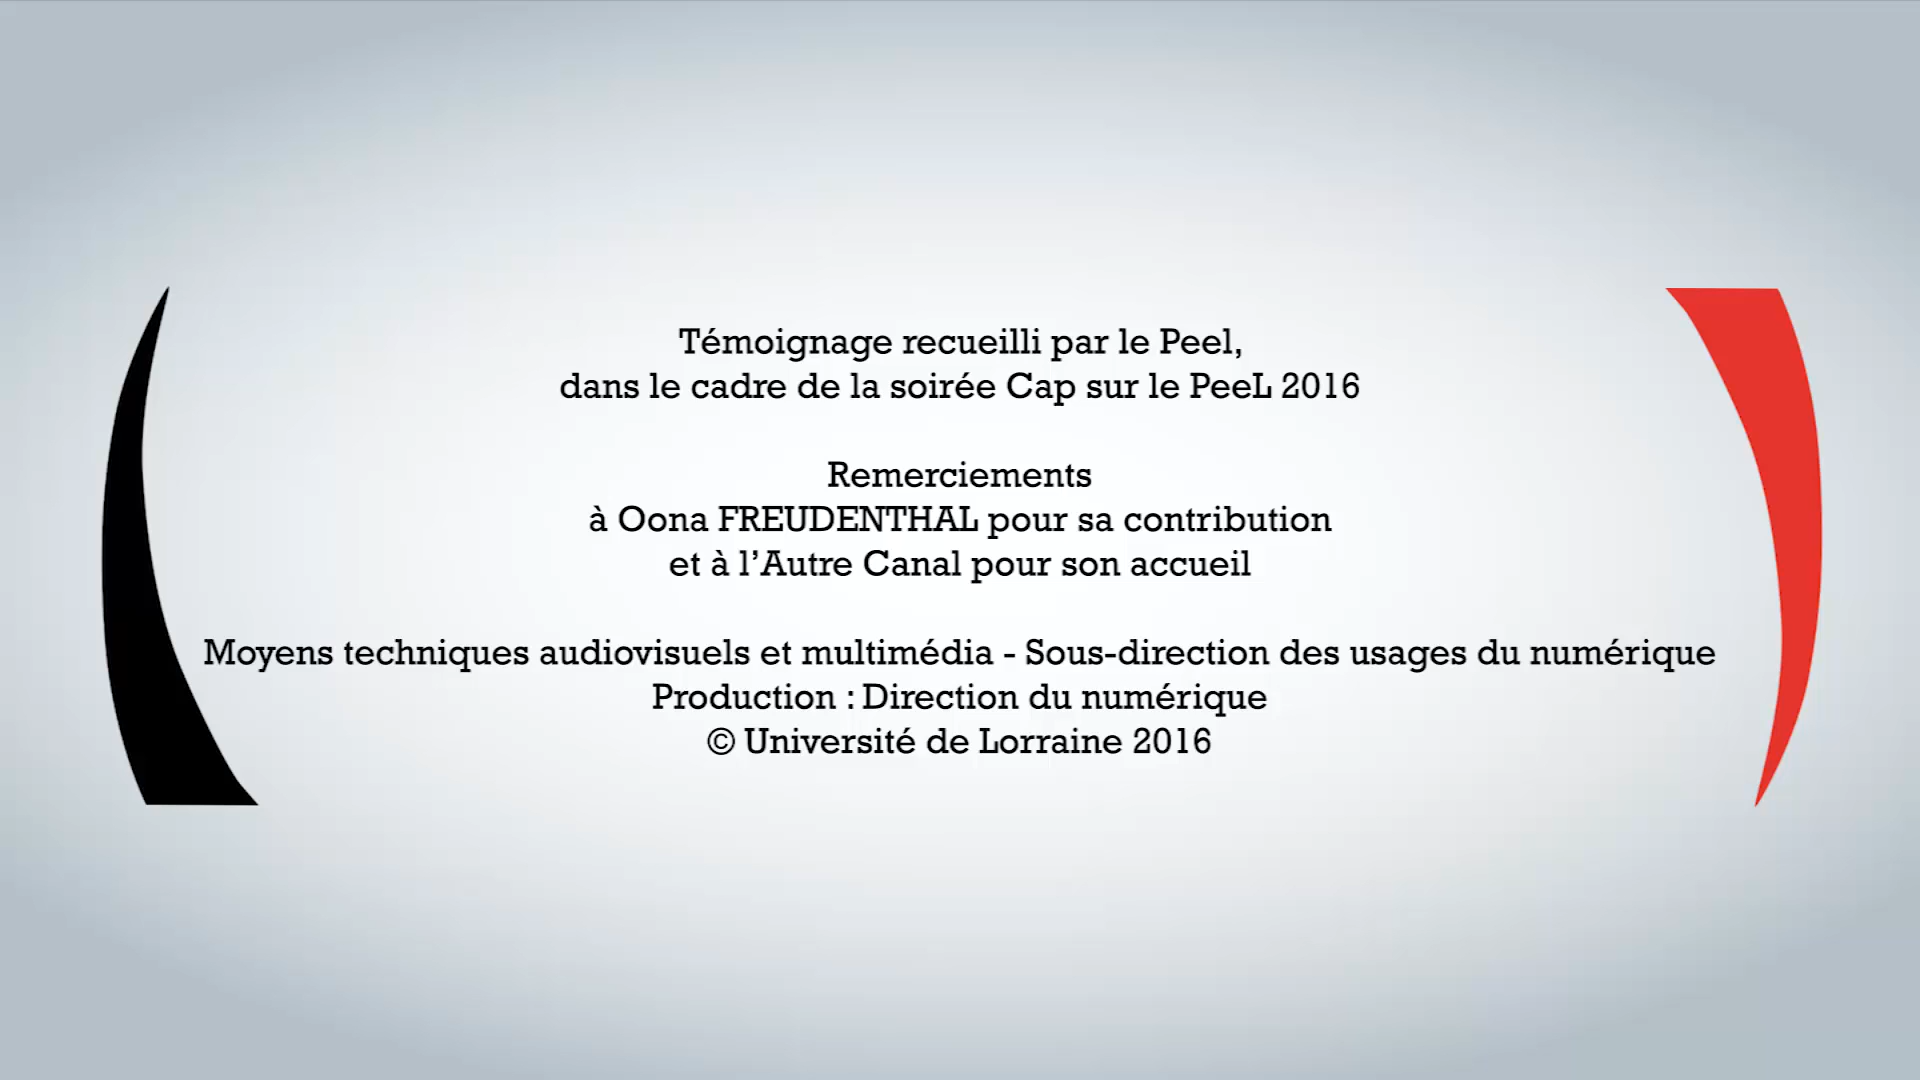 Témoignage recueilli par le Peel,
dans le cadre de la soirée Cap sur le PeeL 2016
Remerciements
à Oona FREUDENTHAL pour sa contribution
et à l’Autre Canal pour son accueil
Moyens techniques audiovisuels et multimédia - Sous-direction des usages du numérique
Production : Direction du numérique
© Université de Lorraine 2016